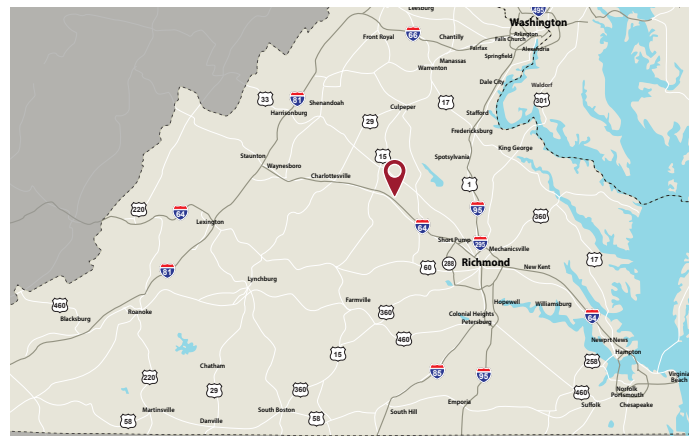 Leesburg
495
Washington
Front Royal
66
Chantilly
Arlington
Falls Church
Fairfax
Alexandria
Manassas
Springfield
Warrenton
Dale City
Waldorf
33
81
Shenandoah
Harrisonburg
Culpeper
17
301
Stafford
29
Fredericksburg
King George
Staunton
15
Spotsylvania
Waynesboro
Charlottesville
1
220
64
Lexington
95
360
64
Short Pump
295
Mechanicsville
81
60
288
Richmond
17
New Kent
Lynchburg
460
Blacksburg
Roanoke
Farmville
360
Hopewell
Williamsburg
Colonial Heights
Petersburg
64
460
Newprt News
15
Hampton
258
Chatham
85
95
Virginia
Beach
220
29
360
460
Norfolk
Portsmouth
Martinsville
58
Danville
South Boston
58
South Hill
Emporia
Suffolk
Chesapeake